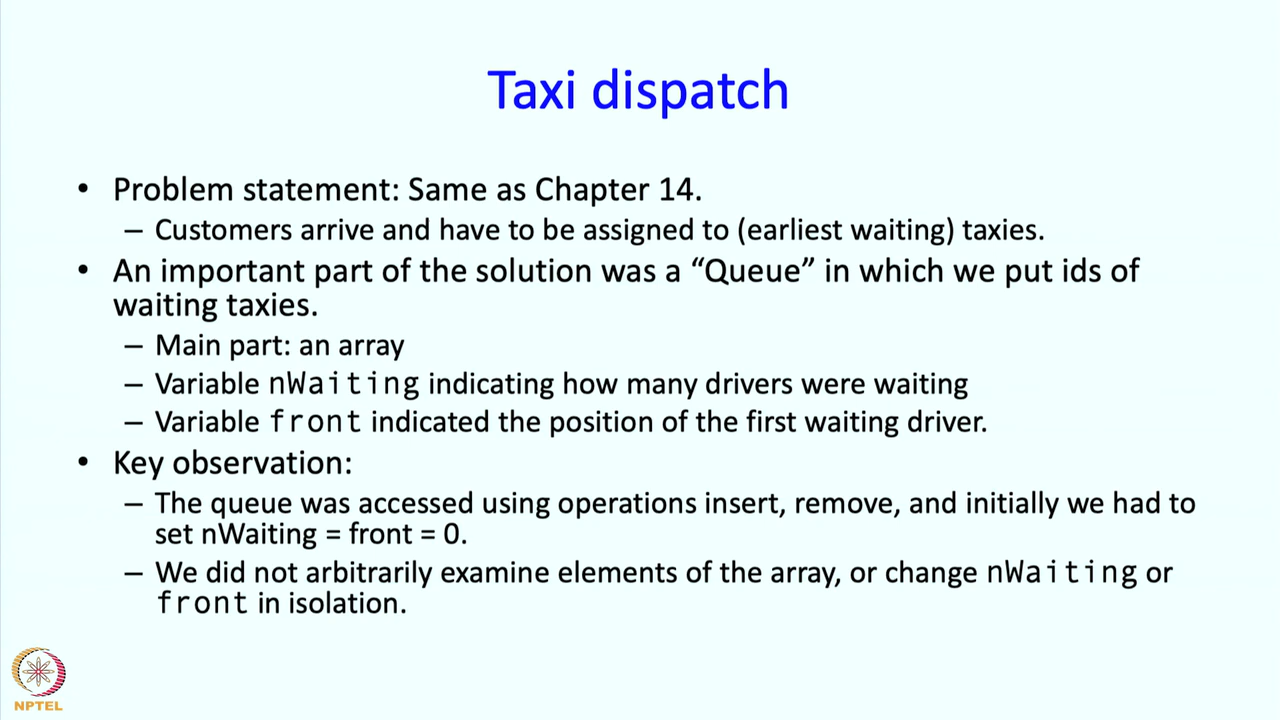 Taxi dispatch
• Problem statement: Same as Chapter 14.
– Customers arrive and have to be assigned to (earliest waiting) taxies.
• An important part of the solution was a “Queue” in which we put ids of
waiting taxies.
– Main part: an array
– Variable nWaiting indicating how many drivers were waiting
– Variable front indicated the position of the first waiting driver.
• Key observation:
– The queue was accessed using operations insert, remove, and initially we had to
set nWaiting = front = 0.
– We did not arbitrarily examine elements of the array, or change nWaiting or
front in isolation.
NPTEL